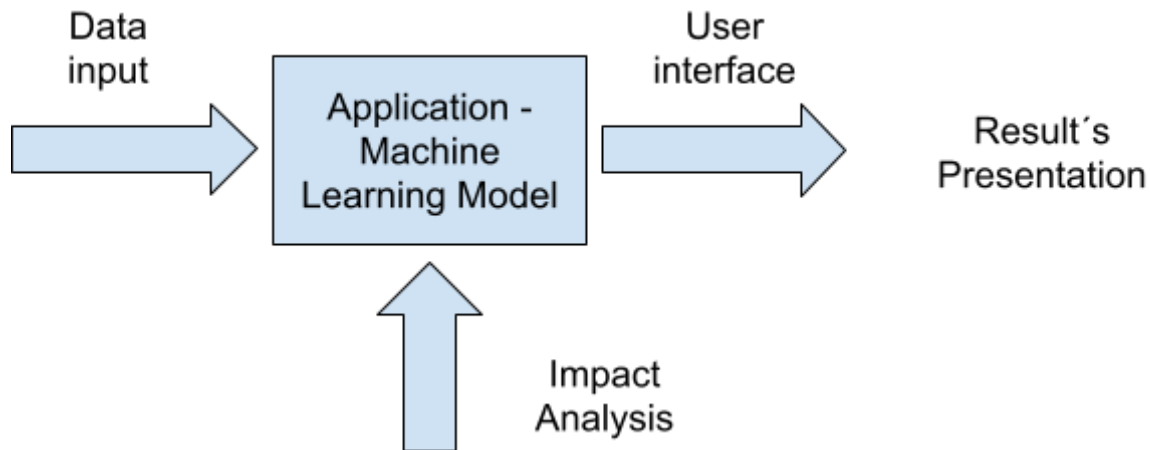 Data
input
Application -
Machine
Learning Model
User
interface
Result´s
Presentation
Impact
Analysis